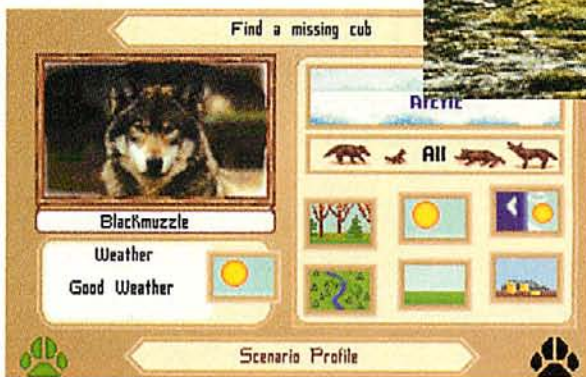 Find a missing cub
ARCTIC
All
Blackmuzzle
Weather
Good Weather
Scenario Profile